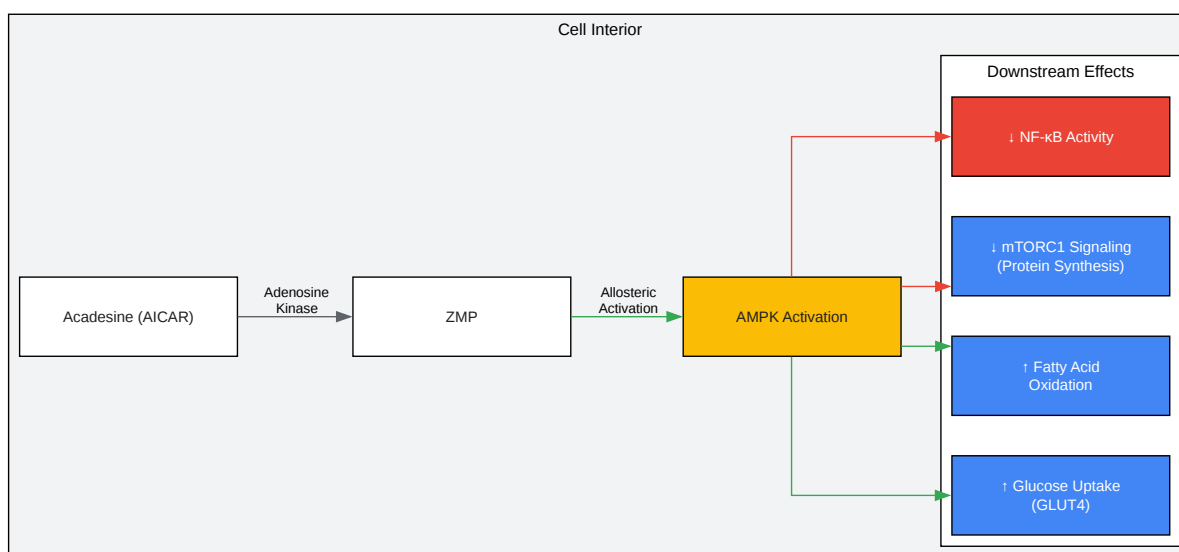 Cell Interior
Downstream Effects
↓ NF-κB Activity
↓ mTORC1 Signaling
(Protein Synthesis)
Acadesine (AICAR)
Adenosine
Kinase
ZMP
Allosteric
Activation
AMPK Activation
↑ Fatty Acid
Oxidation
↑ Glucose Uptake
(GLUT4)